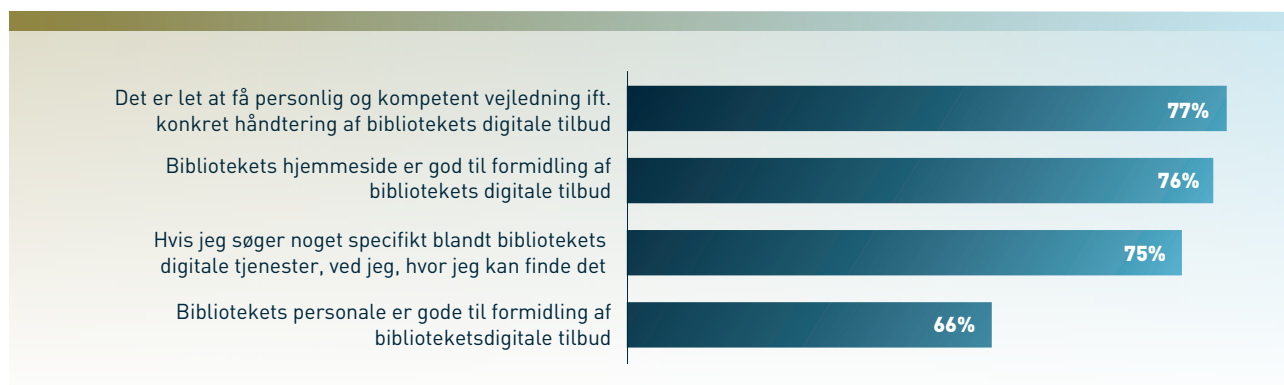 Det er let at få personlig og kompetent vejledning ift.
konkret håndtering af bibliotekets digitale tilbud
77%
Bibliotekets hjemmeside er god til formidling af
bibliotekets digitale tilbud
76%
Hvis jeg søger noget specifikt blandt bibliotekets
digitale tjenester, ved jeg, hvor jeg kan finde det
75%
Bibliotekets personale er gode til formidling af
biblioteketsdigitale tilbud
66%